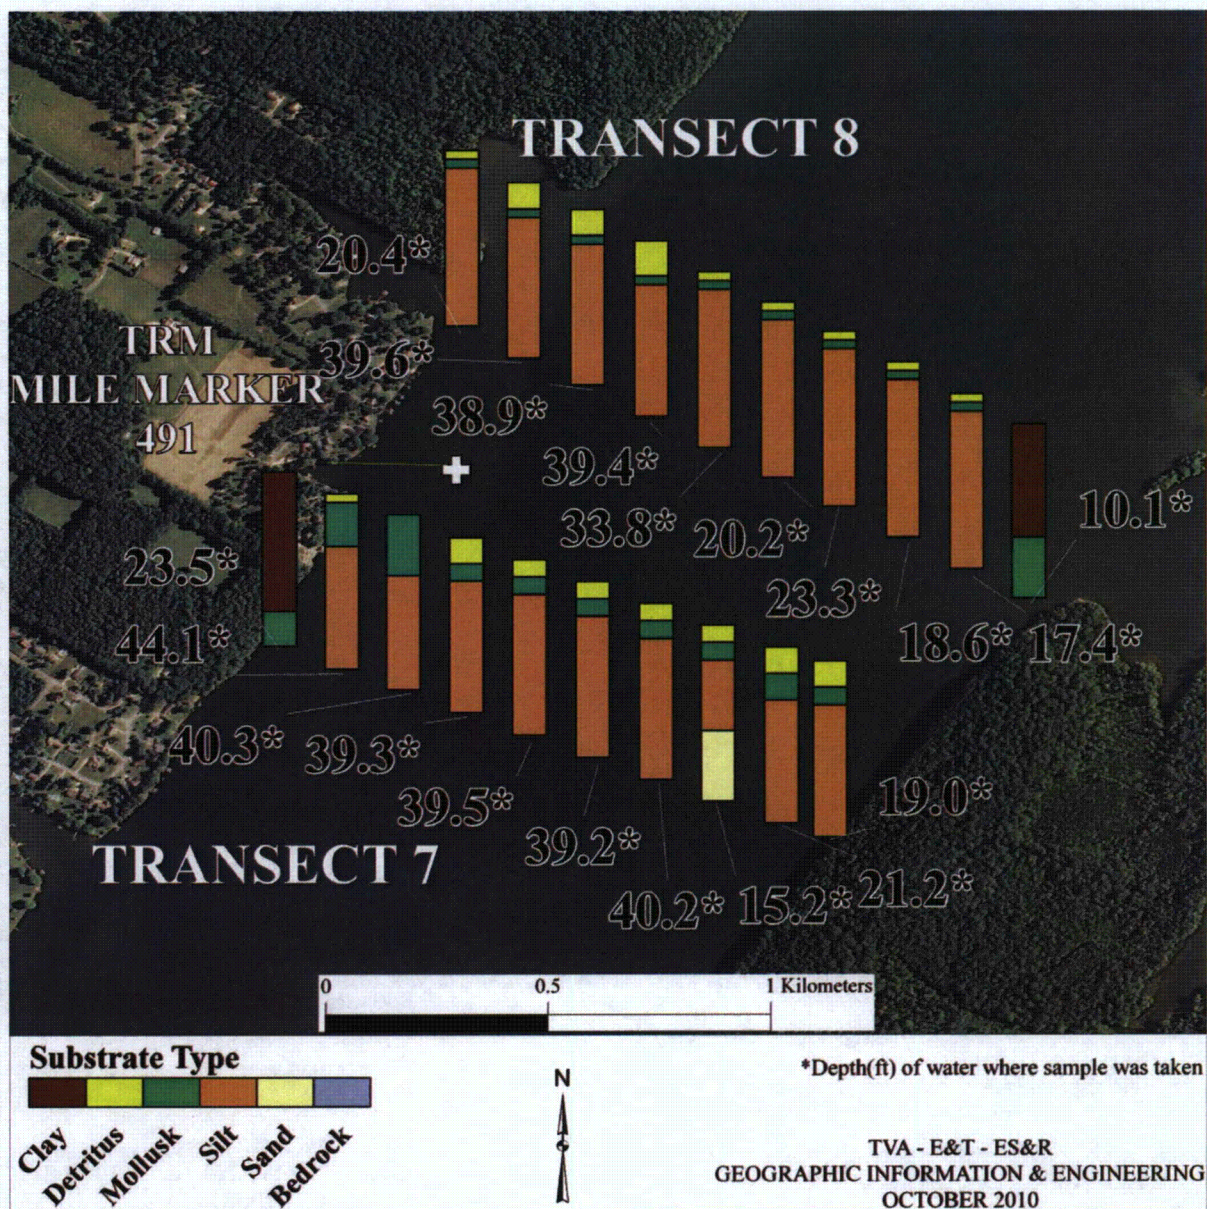 TRANSECT 8
20.4*
TRM
MILE MARKER
491
39.6*
38.9*
39.4*
33.8*
20.2*
23.3*
18.6*
17.4*
10.1*
23.5*
44.1*
40.3*
39.3*
39.5*
39.2*
40.2*
15.2*
21.2*
19.0*
TRANSECT 7
0 0.5 1 Kilometers
Substrate Type
Clay
Detritus
Mollusk
Silt
Sand
Bedrock
N
*Depth(ft) of water where sample was taken
TVA - E&T - ES&R
GEOGRAPHIC INFORMATION & ENGINEERING
OCTOBER 2010